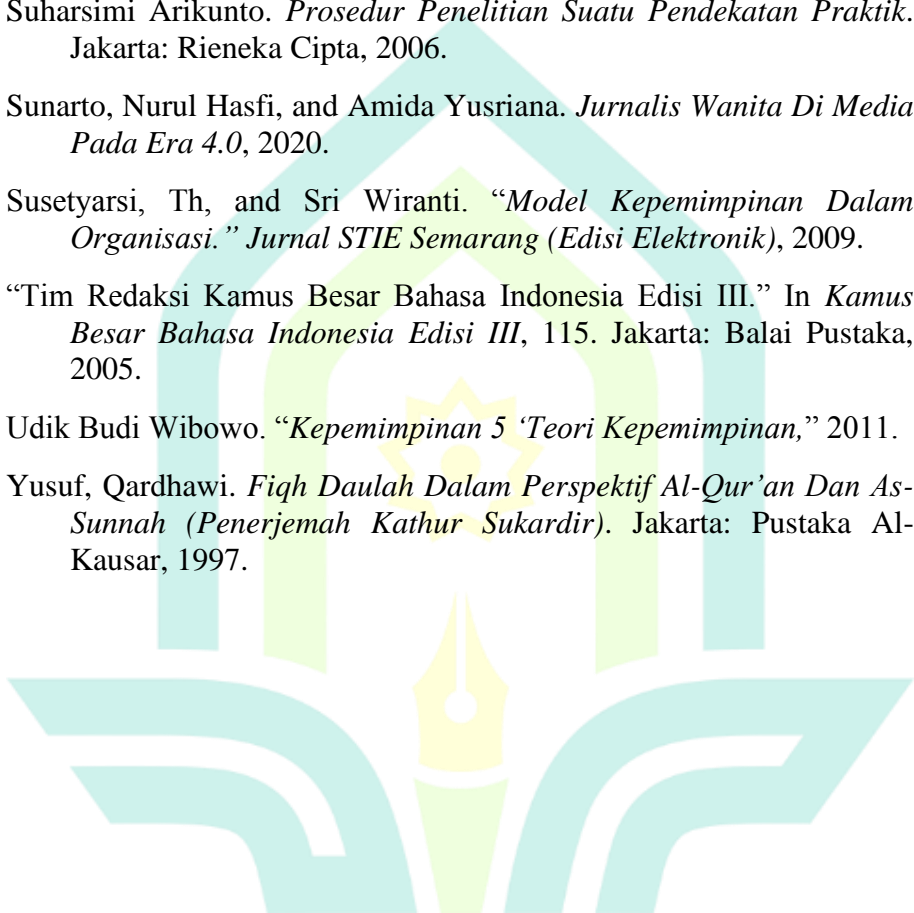 Suharsimi Arikunto. Prosedur Penelitian Suatu Pendekatan Praktik.
Jakarta: Rieneka Cipta, 2006.
Sunarto, Nurul Hasfi, and Amida Yusriana. Jurnalis Wanita Di Media
Pada Era 4.0, 2020.
Susetyarsi, Th, and Sri Wiranti. “Model Kepemimpinan Dalam
Organisasi.” Jurnal STIE Semarang (Edisi Elektronik), 2009.
“Tim Redaksi Kamus Besar Bahasa Indonesia Edisi III.” In Kamus
Besar Bahasa Indonesia Edisi III, 115. Jakarta: Balai Pustaka,
2005.
Udik Budi Wibowo. “Kepemimpinan 5 ‘Teori Kepemimpinan,” 2011.
Yusuf, Qardhawi. Fiqh Daulah Dalam Perspektif Al-Qur’an Dan As-
Sunnah (Penerjemah Kathur Sukardir). Jakarta: Pustaka Al-
Kausar, 1997.